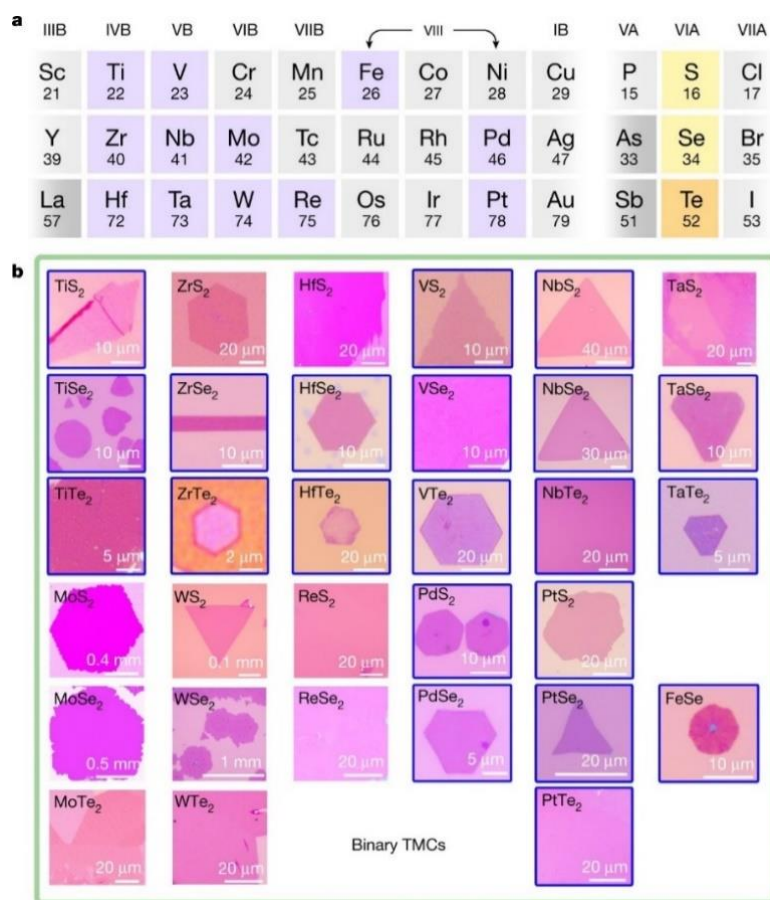 a
IIIB IVB VB VIB VIIB VIII IB VA VIA VIIA
Sc Ti V Cr Mn Fe Co Ni Cu P S Cl
21 22 23 24 25 26 27 28 29 15 16 17
Y Zr Nb Mo Tc Ru Rh Pd Ag As Se Br
39 40 41 42 43 44 45 46 47 33 34 35
La Hf Ta W Re Os Ir Pt Au Sb Te I
57 72 73 74 75 76 77 78 79 51 52 53
b
TiS₂ ZrS₂ HfS₂ VS₂ NbS₂ TaS₂
10 μm 20 μm 20 μm 10 μm 40 μm 20 μm
TiSe₂ ZrSe₂ HfSe₂ VSe₂ NbSe₂ TaSe₂
10 μm 10 μm 10 μm 10 μm 30 μm 10 μm
TiTe₂ ZrTe₂ HfTe₂ VTe₂ NbTe₂ TaTe₂
5 μm 2 μm 20 μm 20 μm 20 μm 20 μm
MoS₂ WS₂ ReS₂ PdS₂ PtS₂
0.4 mm 0.1 mm 20 μm 10 μm 20 μm
MoSe₂ WSe₂ ReSe₂ PdSe₂ PtSe₂ FeSe
0.5 mm 1 mm 20 μm 5 μm 20 μm 10 μm
MoTe₂ WTe₂ Binary TMCs PtTe₂
20 μm 20 μm 20 μm